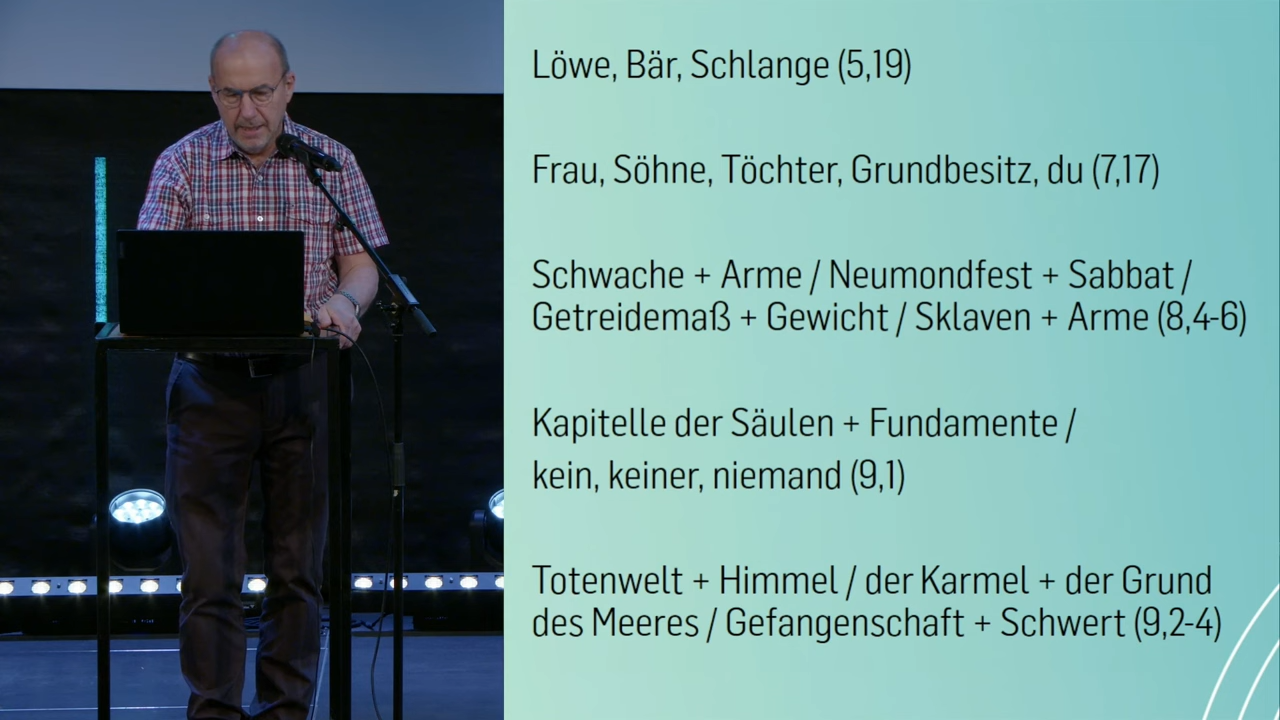 Löwe, Bär, Schlange (5,19)
Frau, Söhne, Töchter, Grundbesitz, du (7,17)
Schwache + Arme / Neumondfest + Sabbat /
Getreidemaß + Gewicht / Sklaven + Arme (8,4-6)
Kapitelle der Säulen + Fundamente /
kein, keiner, niemand (9,1)
Totenwelt + Himmel / der Karmel + der Grund
des Meeres / Gefangenschaft + Schwert (9,2-4)